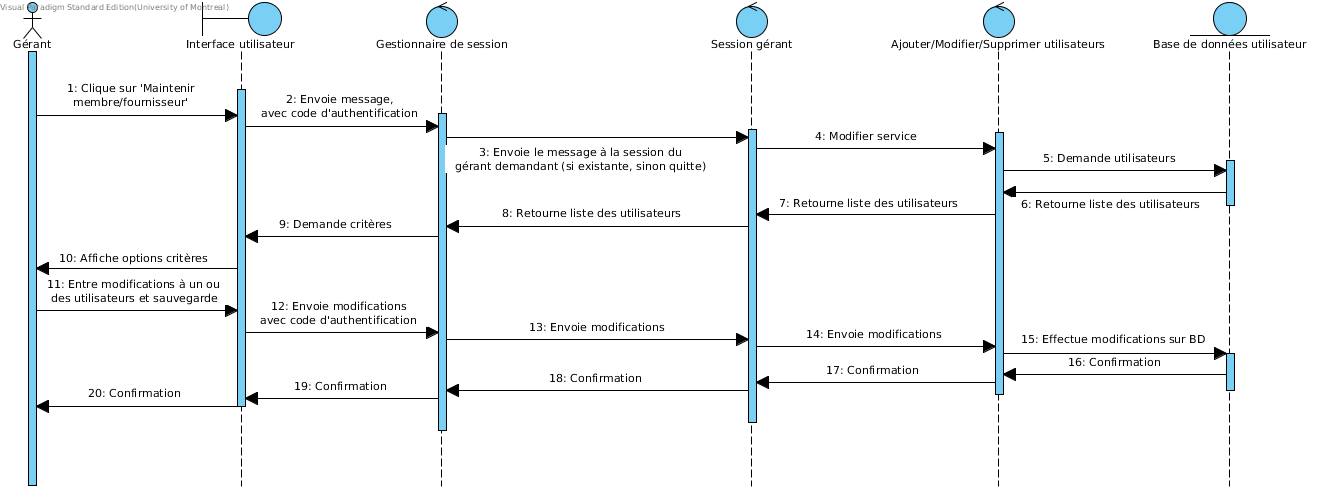 Visual Paradigm Standard Edition(University of Montreal)
Gérant
Interface utilisateur
Gestionnaire de session
Session gérant
Ajouter/Modifier/Supprimer utilisateurs
Base de données utilisateur
1: Clique sur 'Maintenir
membre/fournisseur'
2: Envoie message,
avec code d'authentification
3: Envoie le message à la session du
gérant demandant (si existante, sinon quitte)
4: Modifier service
5: Demande utilisateurs
6: Retourne liste des utilisateurs
7: Retourne liste des utilisateurs
8: Retourne liste des utilisateurs
9: Demande critères
10: Affiche options critères
11: Entre modifications à un ou
des utilisateurs et sauvegarde
12: Envoie modifications
avec code d'authentification
13: Envoie modifications
14: Envoie modifications
15: Effectue modifications sur BD
16: Confirmation
17: Confirmation
18: Confirmation
19: Confirmation
20: Confirmation